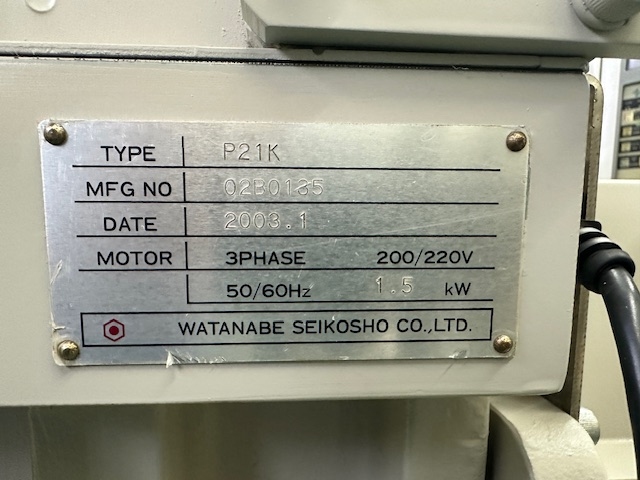 TYPE P21K
MFG NO 02B0135
DATE 2003.1
MOTOR 3PHASE 200/220V
50/60Hz 1.5 kW
WATANABE SEIKOSHO CO.,LTD.